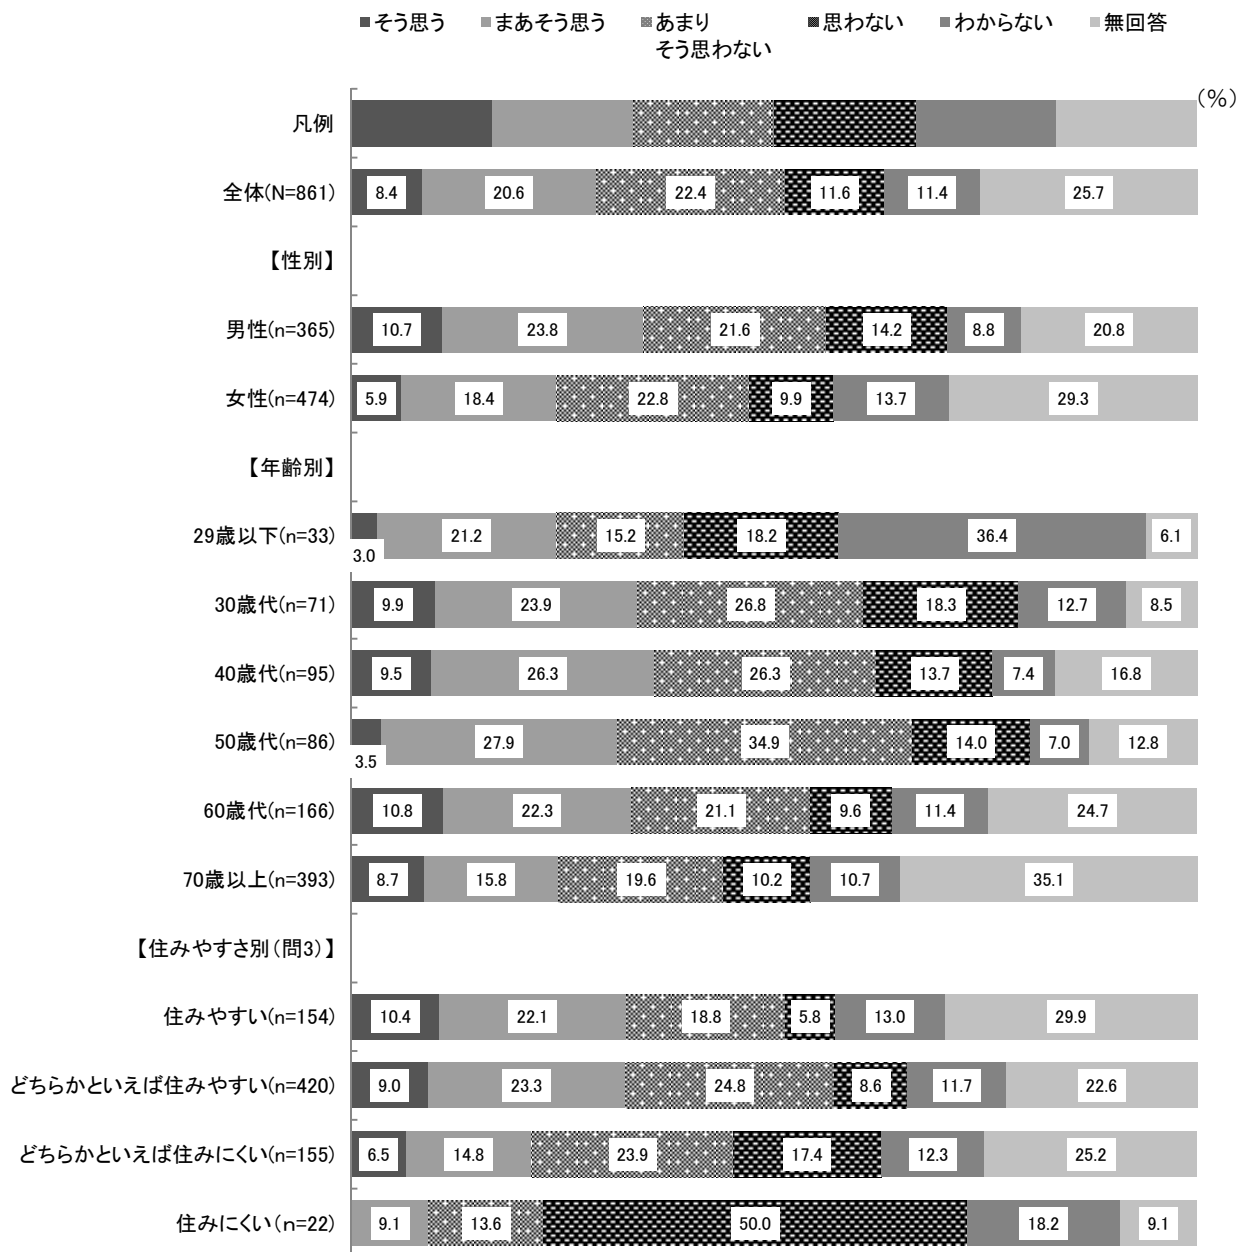 ■そう思う ■まあそう思う ■あまり ■思わない ■わからない ■無回答
そう思わない
(%)
凡例
全体(N=861) 8.4 20.6 22.4 11.6 11.4 25.7
【性別】
男性(n=365) 10.7 23.8 21.6 14.2 8.8 20.8
女性(n=474) 5.9 18.4 22.8 9.9 13.7 29.3
【年齢別】
29歳以下(n=33) 3.0 21.2 15.2 18.2 36.4 6.1
30歳代(n=71) 9.9 23.9 26.8 18.3 12.7 8.5
40歳代(n=95) 9.5 26.3 26.3 13.7 7.4 16.8
50歳代(n=86) 3.5 27.9 34.9 14.0 7.0 12.8
60歳代(n=166) 10.8 22.3 21.1 9.6 11.4 24.7
70歳以上(n=393) 8.7 15.8 19.6 10.2 10.7 35.1
【住みやすさ別(問3)】
住みやすい(n=154) 10.4 22.1 18.8 5.8 13.0 29.9
どちらかといえば住みやすい(n=420) 9.0 23.3 24.8 8.6 11.7 22.6
どちらかといえば住みにくい(n=155) 6.5 14.8 23.9 17.4 12.3 25.2
住みにくい(n=22) 9.1 13.6 50.0 18.2 9.1